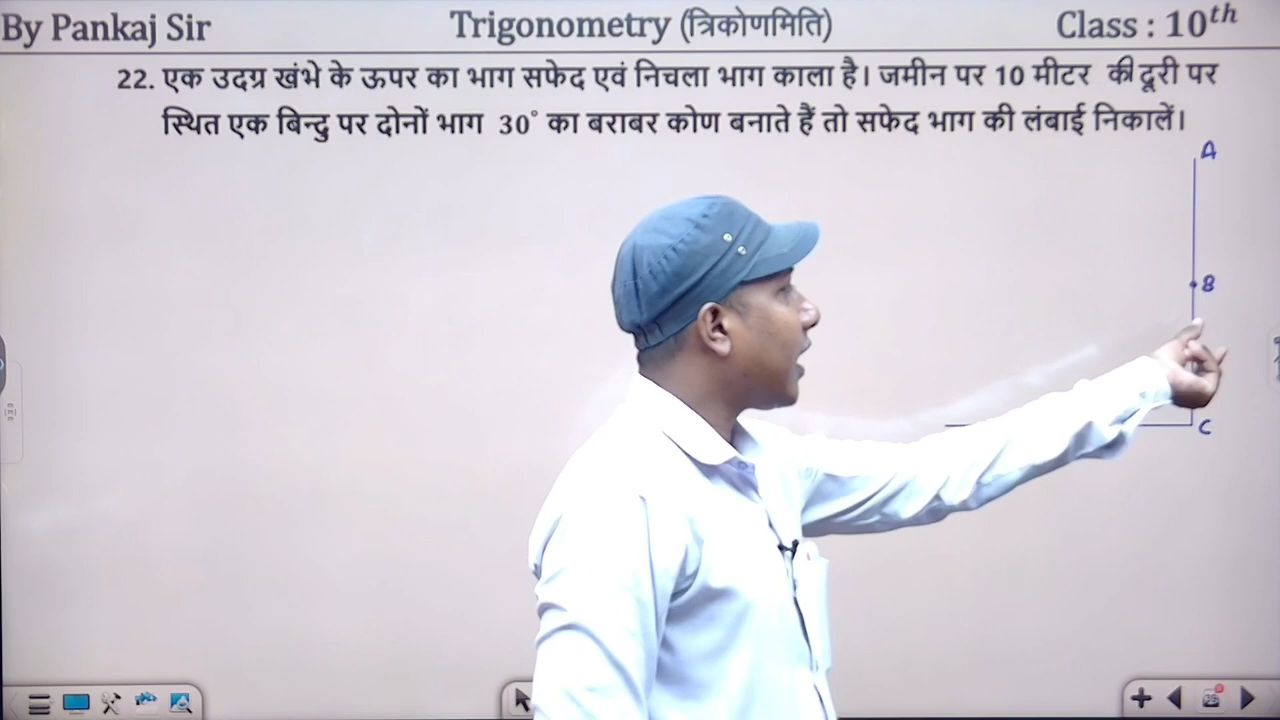 By Pankaj Sir
Trigonometry (त्रिकोणमिति)
Class : 10th
22. एक उदग्र खंभे के ऊपर का भाग सफेद एवं निचला भाग काला है। जमीन पर 10 मीटर की दूरी पर
स्थित एक बिन्दु पर दोनों भाग 30° का बराबर कोण बनाते हैं तो सफेद भाग की लंबाई निकालें।
A
B
C